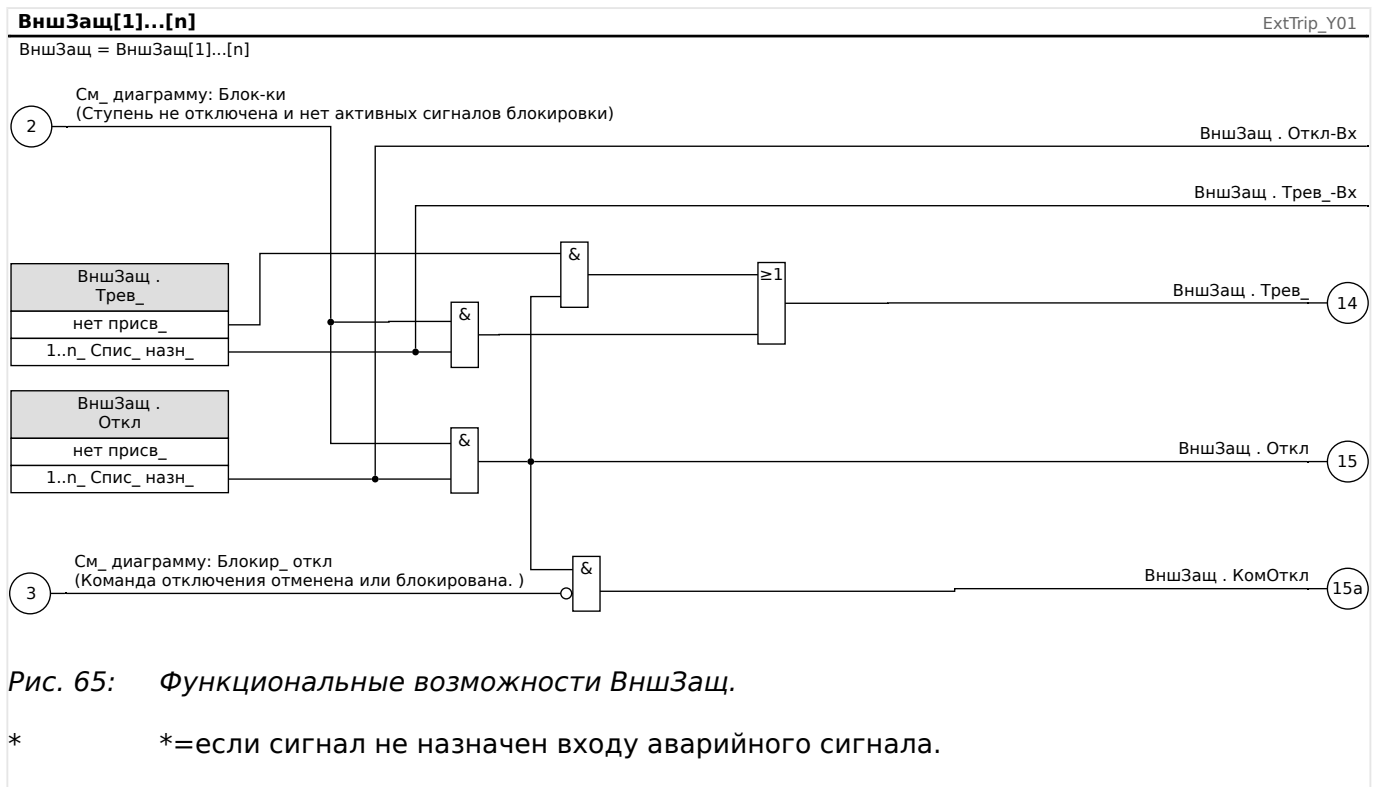 ВншЗащ[1]...[n]
ExtTrip_Y01
ВншЗащ = ВншЗащ[1]...[n]
См_ диаграмму: Блок-ки
(Ступень не отключена и нет активных сигналов блокировки)
2
ВншЗащ . Откл-Вх
ВншЗащ . Трев_-Вх
&
ВншЗащ .
Трев_
≥1
ВншЗащ . Трев_
14
нет присв_
&
1..n_ Спис_ назн_
ВншЗащ .
Откл
&
нет присв_
ВншЗащ . Откл
15
1..n_ Спис_ назн_
См_ диаграмму: Блокир_ откл
(Команда отключения отменена или блокирована. )
3
&
ВншЗащ . КомОткл
15a
Рис. 65: Функциональные возможности ВншЗащ.
* *=если сигнал не назначен входу аварийного сигнала.